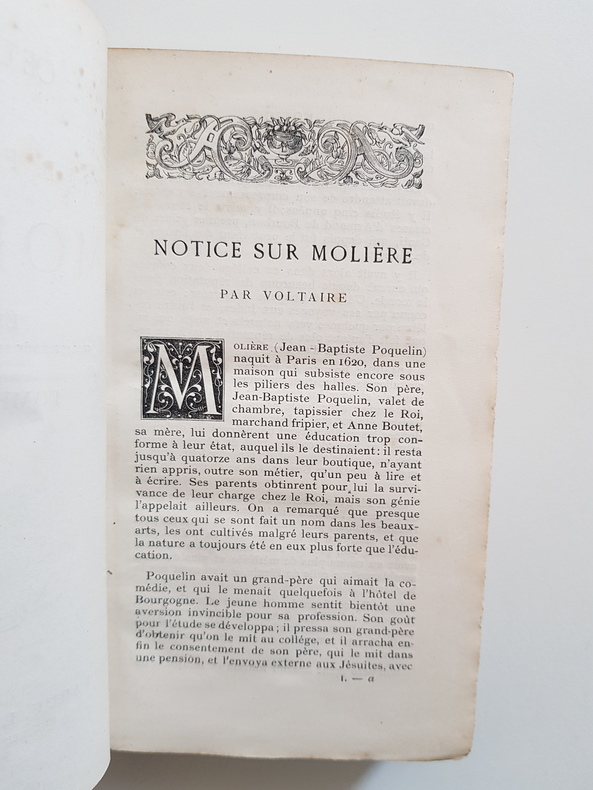 NOTICE SUR MOLIÈRE
PAR VOLTAIRE
MOLIÈRE (Jean-Baptiste Poquelin)
naquit à Paris en 1620, dans une
maison qui subsiste encore sous
les piliers des halles. Son père,
Jean-Baptiste Poquelin, valet de
chambre, tapissier chez le Roi,
marchand fripier, et Anne Boutet,
sa mère, lui donnèrent une éducation trop con-
forme à leur état, auquel ils le destinaient : il resta
jusqu'à quatorze ans dans leur boutique, n'ayant
rien appris, outre son métier, qu'un peu à lire et
à écrire. Ses parents obtinrent pour lui la survi-
vance de leur charge chez le Roi, mais son génie
l'appelait ailleurs. On a remarqué que presque
tous ceux qui se sont fait un nom dans les beaux-
arts, les ont cultivés malgré leurs parents, et que
la nature a toujours été en eux plus forte que l'édu-
cation.
Poquelin avait un grand-père qui aimait la co-
médie, et qui le menait quelquefois à l'hôtel de
Bourgogne. Le jeune homme sentit bientôt une
aversion invincible pour sa profession. Son goût
pour l'étude se développa ; il pressa son grand-père
d'obtenir qu'on le mît au collége, et il arracha en-
fin le consentement de son père, qui le mit dans
une pension, et l'envoya externe aux Jésuites, avec
I. — a